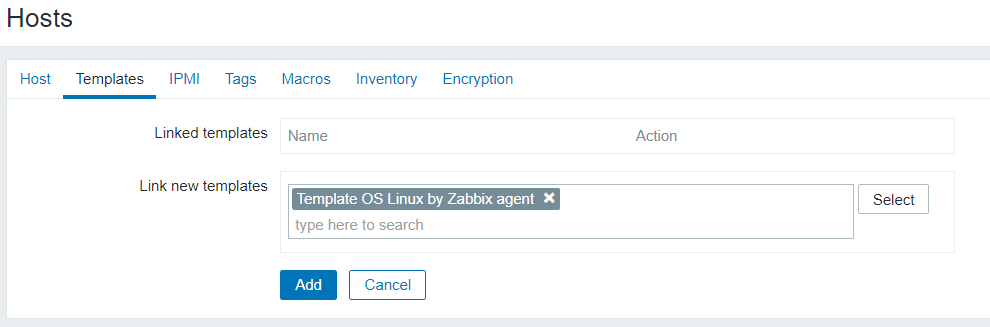 Hosts
Host Templates IPMI Tags Macros Inventory Encryption
Linked templates Name Action
Link new templates
Template OS Linux by Zabbix agent ✖
type here to search
Select
Add Cancel